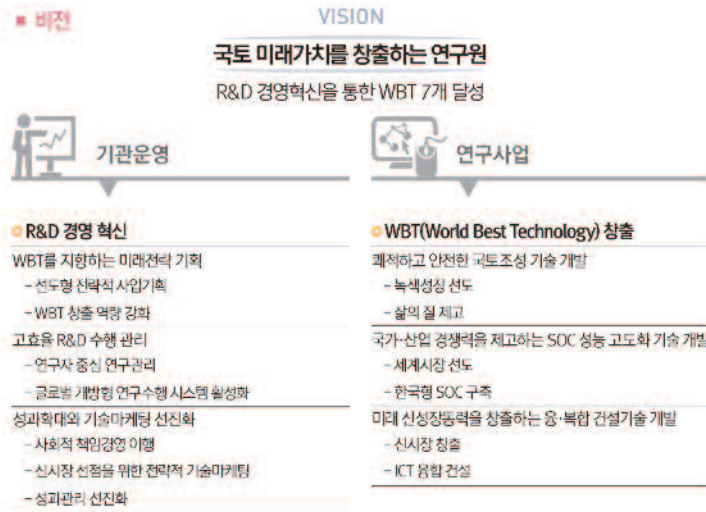 ■ 비전
VISION
국토 미래가치를 창출하는 연구원
R&D 경영혁신을 통한 WBT 7개 달성
기관운영
R&D 경영 혁신
WBT를 지향하는 미래전략 기획
- 선도형 전략적 사업기획
- WBT 창출 역량 강화
고효율 R&D 수행 관리
- 연구자 중심 연구관리
- 글로벌 개방형 연구수행 시스템 활성화
성과확대와 기술마케팅 선진화
- 사회적 책임경영 이행
- 신시장 선점을 위한 전략적 기술마케팅
- 성과관리 선진화
연구사업
WBT(World Best Technology) 창출
쾌적하고 안전한 국토조성 기술 개발
- 녹색성장 선도
- 삶의 질 제고
국가·산업 경쟁력을 제고하는 SOC 성능 고도화 기술 개발
- 세계시장 선도
- 한국형 SOC 구축
미래 신성장동력을 창출하는 융·복합 건설기술 개발
- 신시장 창출
- ICT 융합 건설